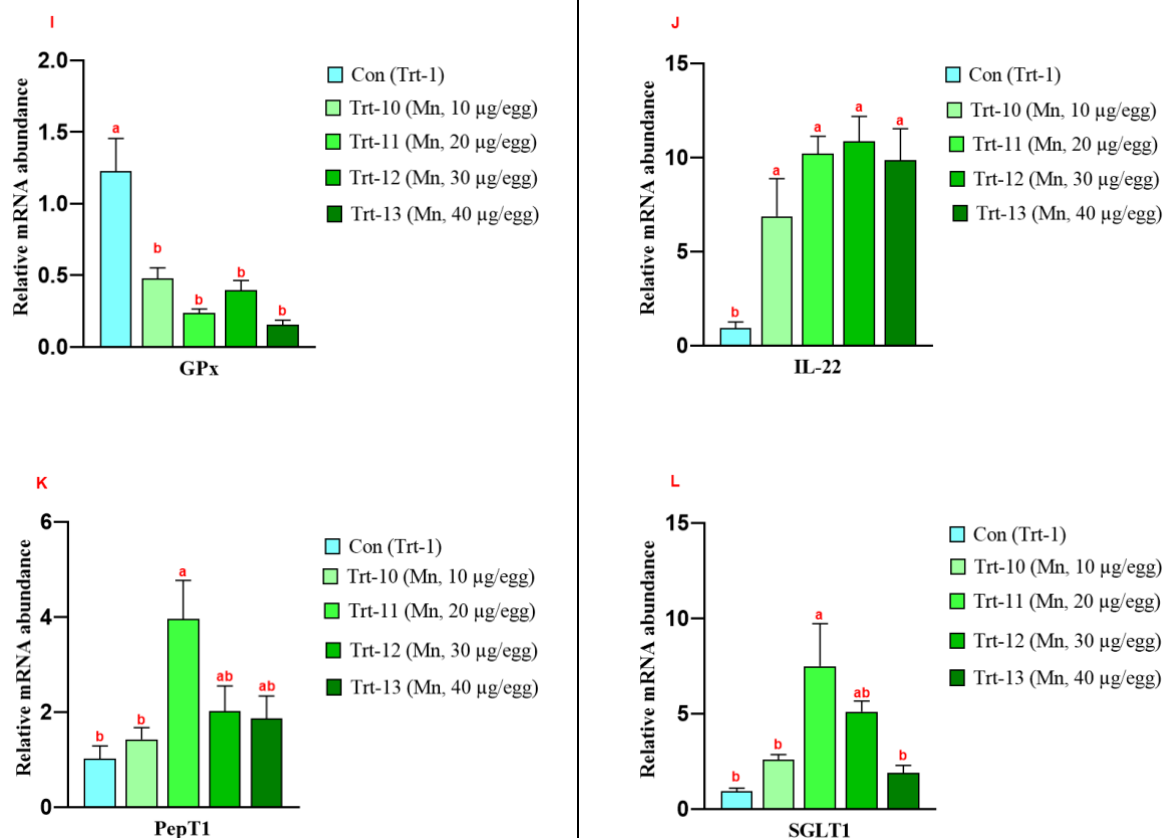 I
2.0
1.5
1.0
0.5
0.0
Relative mRNA abundance
a
b
b
b
b
GPx
Con (Trt-1)
Trt-10 (Mn, 10 µg/egg)
Trt-11 (Mn, 20 µg/egg)
Trt-12 (Mn, 30 µg/egg)
Trt-13 (Mn, 40 µg/egg)
J
15
10
5
0
Relative mRNA abundance
b
a
a
a
a
IL-22
Con (Trt-1)
Trt-10 (Mn, 10 µg/egg)
Trt-11 (Mn, 20 µg/egg)
Trt-12 (Mn, 30 µg/egg)
Trt-13 (Mn, 40 µg/egg)
K
6
4
2
0
Relative mRNA abundance
b
b
a
ab
ab
PepT1
Con (Trt-1)
Trt-10 (Mn, 10 µg/egg)
Trt-11 (Mn, 20 µg/egg)
Trt-12 (Mn, 30 µg/egg)
Trt-13 (Mn, 40 µg/egg)
L
15
10
5
0
Relative mRNA abundance
b
b
a
ab
b
SGLT1
Con (Trt-1)
Trt-10 (Mn, 10 µg/egg)
Trt-11 (Mn, 20 µg/egg)
Trt-12 (Mn, 30 µg/egg)
Trt-13 (Mn, 40 µg/egg)